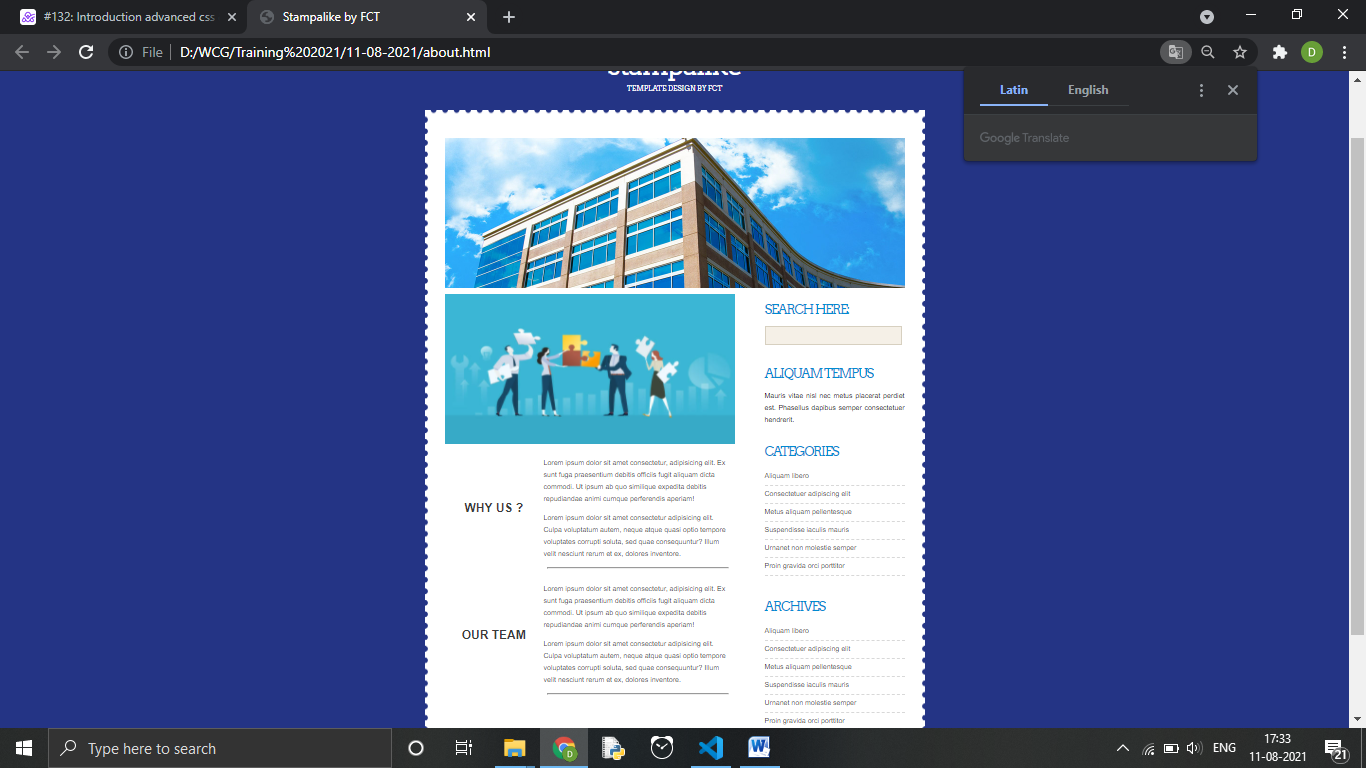 #132: Introduction advanced css
Stampalike by FCT
File
D:/WCG/Training%202021/11-08-2021/about.html
D
Latin
English
Google Translate
Stampalike
TEMPLATE DESIGN BY FCT
SEARCH HERE:
ALIQUAM TEMPUS
Mauris vitae nisl nec metus placerat perdiet
est. Phasellus dapibus semper consectetuer
hendrerit.
CATEGORIES
Aliquam libero
Consectetuer adipiscing elit
Metus aliquam pellentesque
Suspendisse iaculis mauris
Urnanet non molestie semper
Proin gravida orci porttitor
ARCHIVES
Aliquam libero
Consectetuer adipiscing elit
Metus aliquam pellentesque
Suspendisse iaculis mauris
Urnanet non molestie semper
Proin gravida orci porttitor
WHY US ?
Lorem ipsum dolor sit amet consectetur, adipisicing elit. Ex
sunt fuga praesentium debitis officiis fugit aliquam dicta
commodi. Ut ipsum ab quo similique expedita debitis
repudiandae animi cumque perferendis aperiam!
Lorem ipsum dolor sit amet consectetur adipisicing elit.
Culpa voluptatum autem, neque atque quasi optio tempore
voluptates corrupti soluta, sed quae consequuntur? Illum
velit nesciunt rerum et ex, dolores inventore.
OUR TEAM
Lorem ipsum dolor sit amet consectetur, adipisicing elit. Ex
sunt fuga praesentium debitis officiis fugit aliquam dicta
commodi. Ut ipsum ab quo similique expedita debitis
repudiandae animi cumque perferendis aperiam!
Lorem ipsum dolor sit amet consectetur adipisicing elit.
Culpa voluptatum autem, neque atque quasi optio tempore
voluptates corrupti soluta, sed quae consequuntur? Illum
velit nesciunt rerum et ex, dolores inventore.
Type here to search
D
W
ENG
17:33
11-08-2021
21